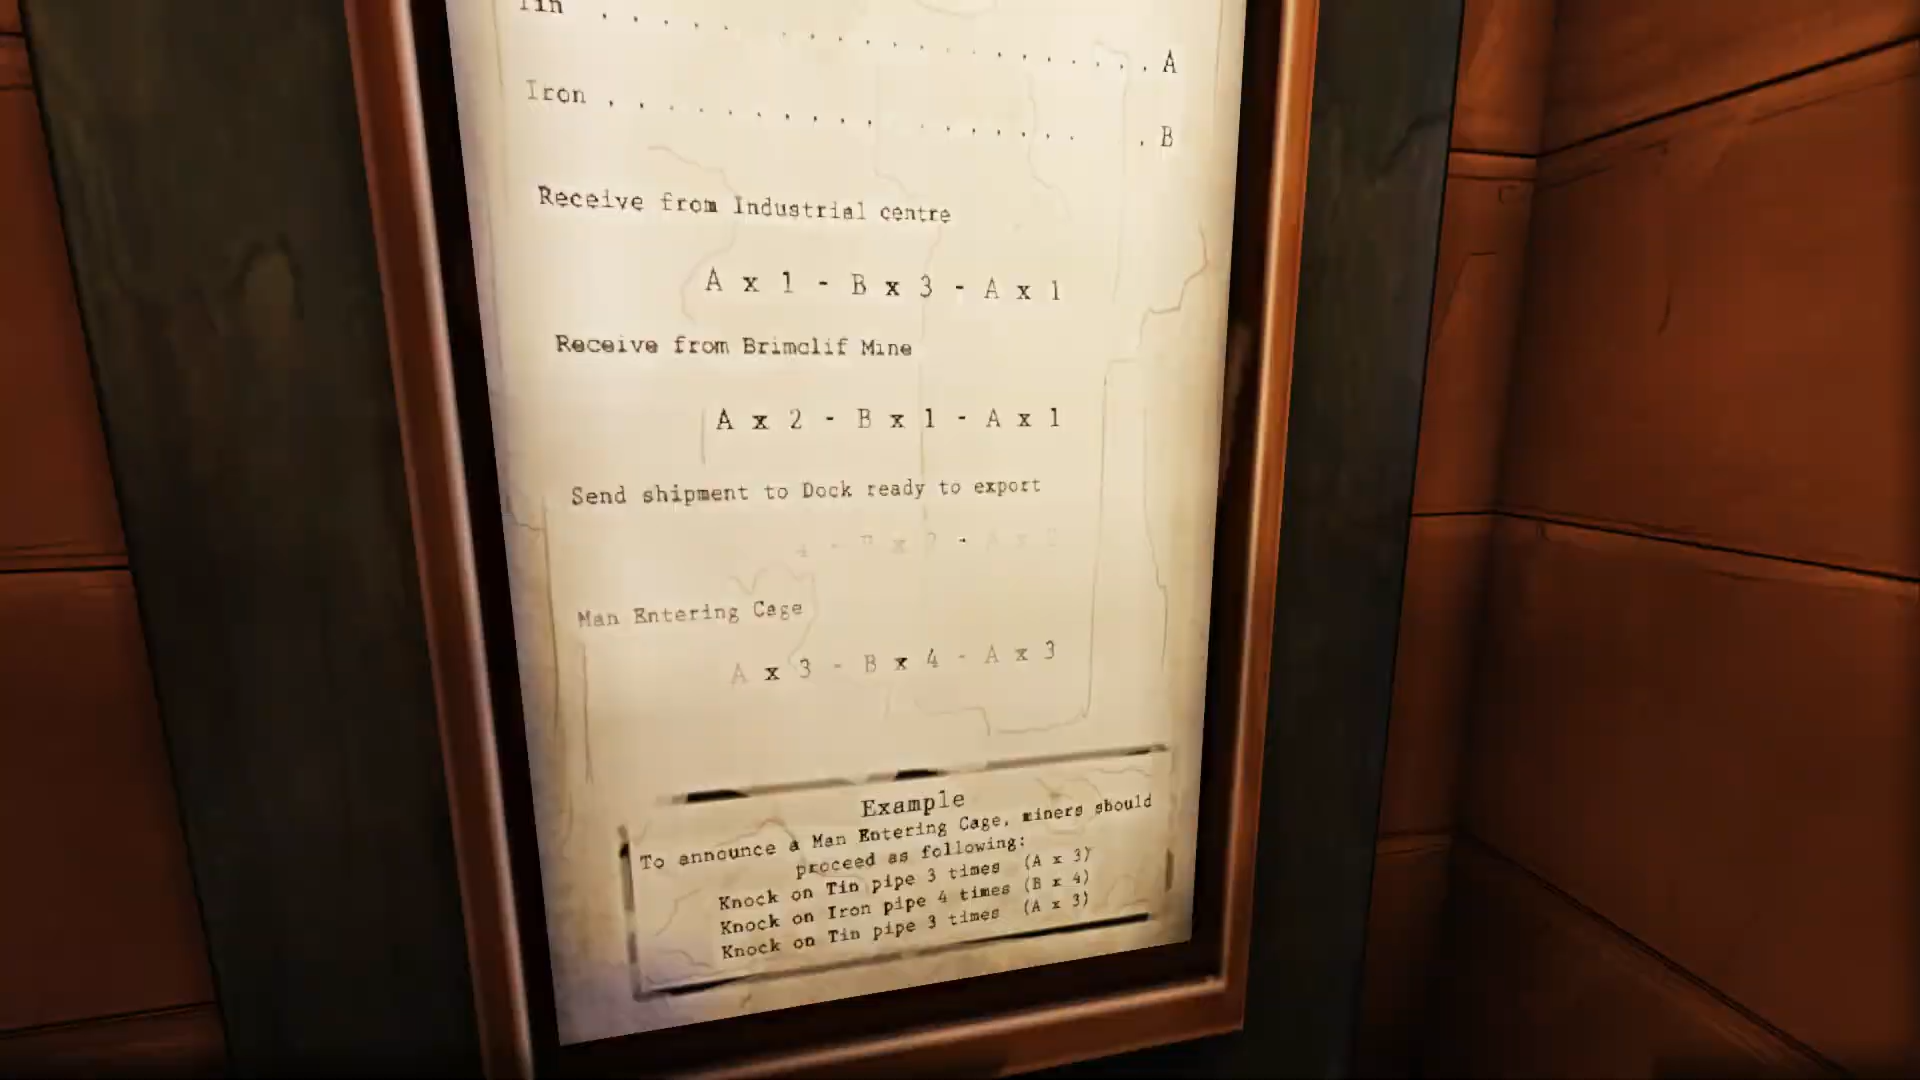 Tin . . . . . . . . . . . . . . . . . . . . A
Iron . . . . . . . . . . . . . . . . . B
Receive from Industrial centre
A x 1 - B x 3 - A x 1
Receive from Brimclif Mine
A x 2 - B x 1 - A x 1
Send shipment to Dock ready to export
Man Entering Cage
A x 3 - B x 4 - A x 3
Example
To announce a Man Entering Cage, miners should
proceed as following:
Knock on Tin pipe 3 times (A x 3)
Knock on Iron pipe 4 times (B x 4)
Knock on Tin pipe 3 times (A x 3)